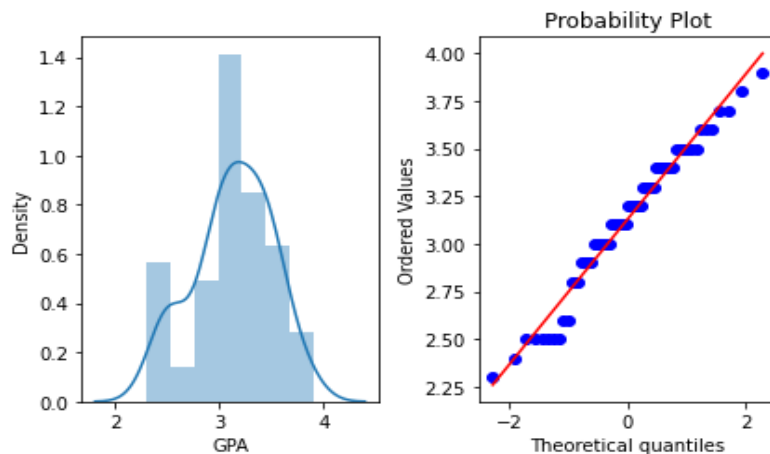 Probability Plot
1.4
1.2
1.0
0.8
0.6
0.4
0.2
0.0
Density
2 3 4
GPA
4.00
3.75
3.50
3.25
3.00
2.75
2.50
2.25
Ordered Values
−2 0 2
Theoretical quantiles